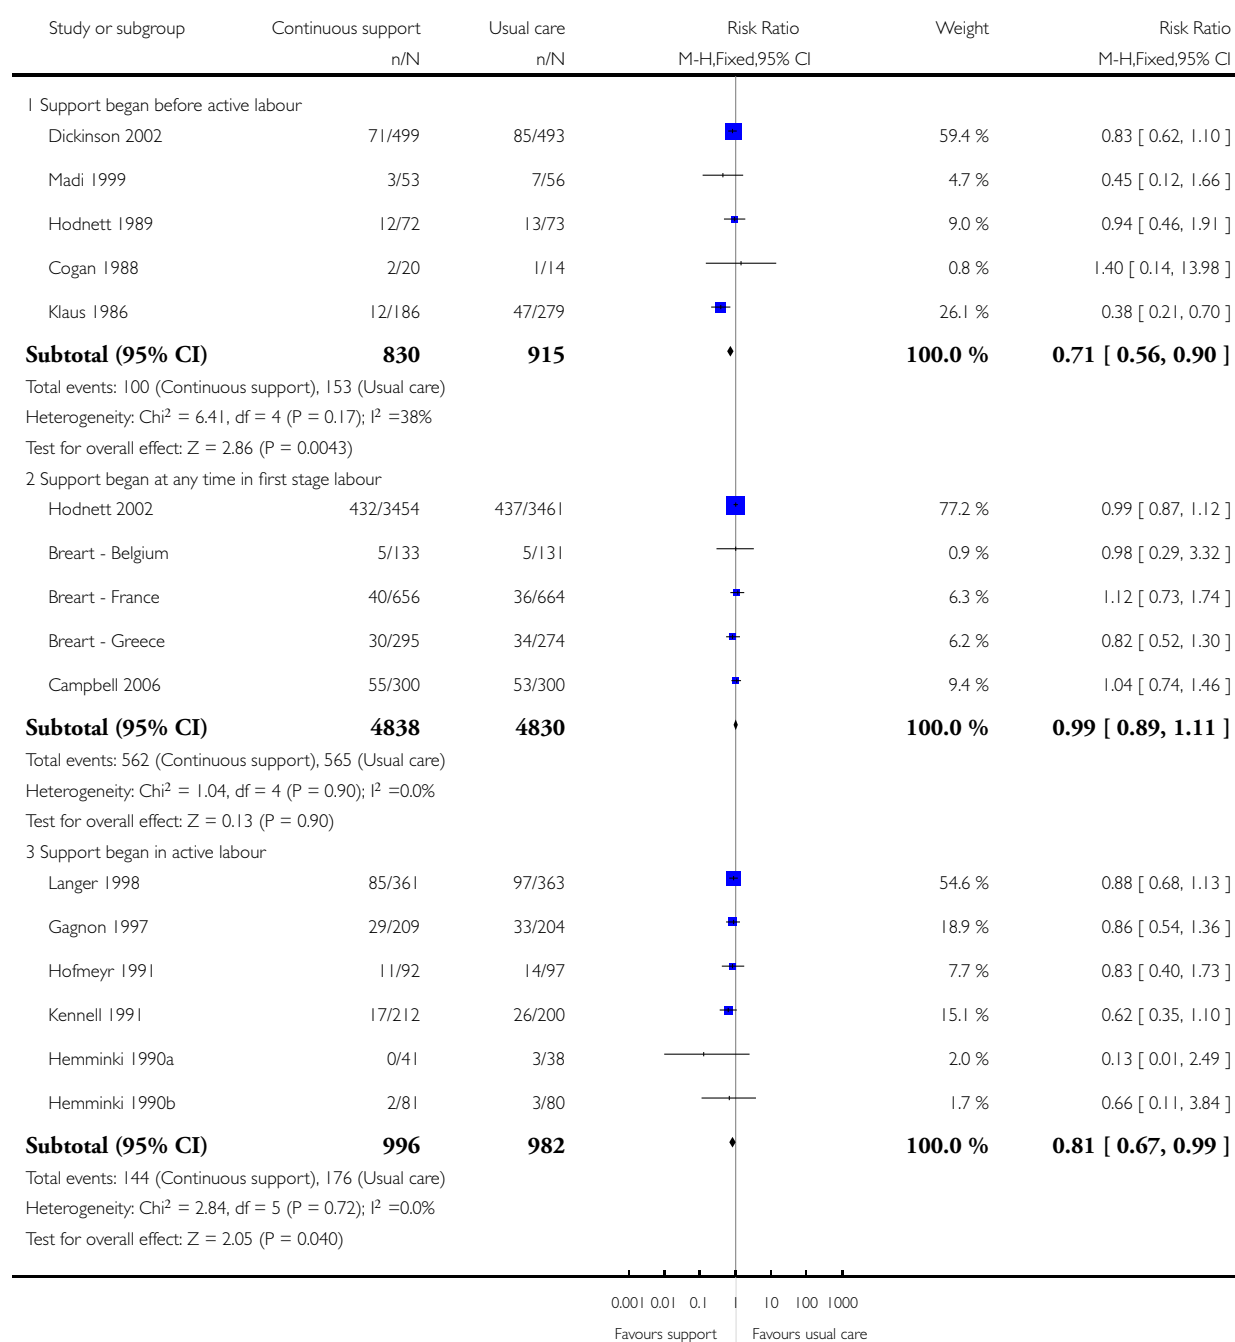 Study or subgroup Continuous support Usual care Risk Ratio Weight Risk Ratio
n/N n/N M-H,Fixed,95% CI M-H,Fixed,95% CI
1 Support began before active labour
Dickinson 2002 71/499 85/493 59.4 % 0.83 [ 0.62, 1.10 ]
Madi 1999 3/53 7/56 4.7 % 0.45 [ 0.12, 1.66 ]
Hodnett 1989 12/72 13/73 9.0 % 0.94 [ 0.46, 1.91 ]
Cogan 1988 2/20 1/14 0.8 % 1.40 [ 0.14, 13.98 ]
Klaus 1986 12/186 47/279 26.1 % 0.38 [ 0.21, 0.70 ]
Subtotal (95% CI) 830 915 100.0 % 0.71 [ 0.56, 0.90 ]
Total events: 100 (Continuous support), 153 (Usual care)
Heterogeneity: Chi² = 6.41, df = 4 (P = 0.17); I² =38%
Test for overall effect: Z = 2.86 (P = 0.0043)
2 Support began at any time in first stage labour
Hodnett 2002 432/3454 437/3461 77.2 % 0.99 [ 0.87, 1.12 ]
Breart - Belgium 5/133 5/131 0.9 % 0.98 [ 0.29, 3.32 ]
Breart - France 40/656 36/664 6.3 % 1.12 [ 0.73, 1.74 ]
Breart - Greece 30/295 34/274 6.2 % 0.82 [ 0.52, 1.30 ]
Campbell 2006 55/300 53/300 9.4 % 1.04 [ 0.74, 1.46 ]
Subtotal (95% CI) 4838 4830 100.0 % 0.99 [ 0.89, 1.11 ]
Total events: 562 (Continuous support), 565 (Usual care)
Heterogeneity: Chi² = 1.04, df = 4 (P = 0.90); I² =0.0%
Test for overall effect: Z = 0.13 (P = 0.90)
3 Support began in active labour
Langer 1998 85/361 97/363 54.6 % 0.88 [ 0.68, 1.13 ]
Gagnon 1997 29/209 33/204 18.9 % 0.86 [ 0.54, 1.36 ]
Hofmeyr 1991 11/92 14/97 7.7 % 0.83 [ 0.40, 1.73 ]
Kennell 1991 17/212 26/200 15.1 % 0.62 [ 0.35, 1.10 ]
Hemminki 1990a 0/41 3/38 2.0 % 0.13 [ 0.01, 2.49 ]
Hemminki 1990b 2/81 3/80 1.7 % 0.66 [ 0.11, 3.84 ]
Subtotal (95% CI) 996 982 100.0 % 0.81 [ 0.67, 0.99 ]
Total events: 144 (Continuous support), 176 (Usual care)
Heterogeneity: Chi² = 2.84, df = 5 (P = 0.72); I² =0.0%
Test for overall effect: Z = 2.05 (P = 0.040)
0.001 0.01 0.1 1 10 100 1000
Favours support Favours usual care